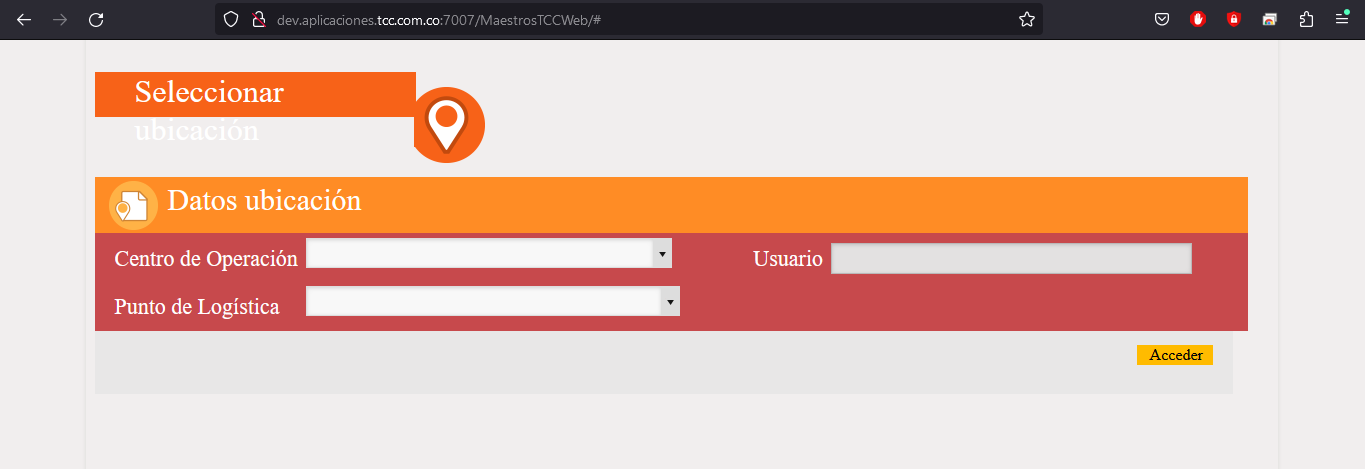 dev.aplicaciones.tcc.com.co:7007/MaestrosTCCWeb/#
Seleccionar
ubicación
Datos ubicación
Centro de Operación
Usuario
Punto de Logística
Acceder